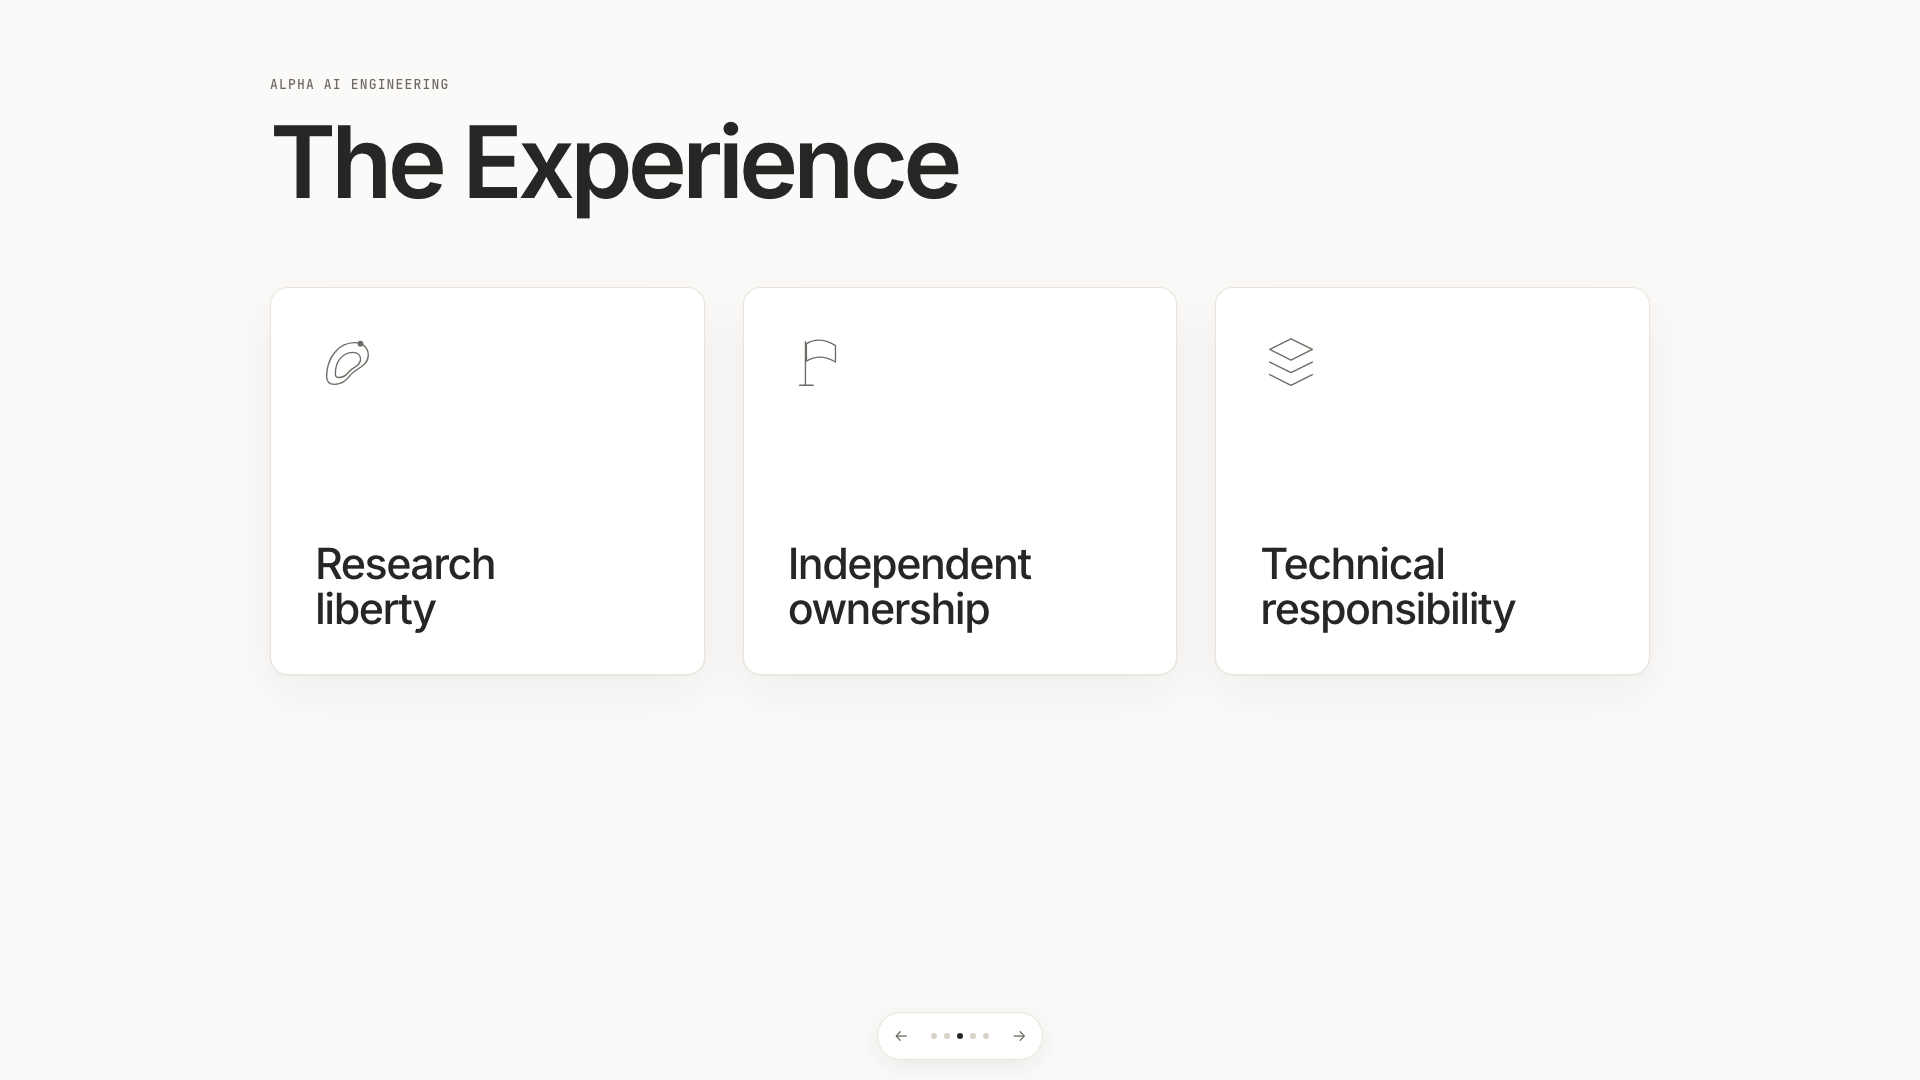 ALPHA AI ENGINEERING
The Experience
Research
liberty
Independent
ownership
Technical
responsibility